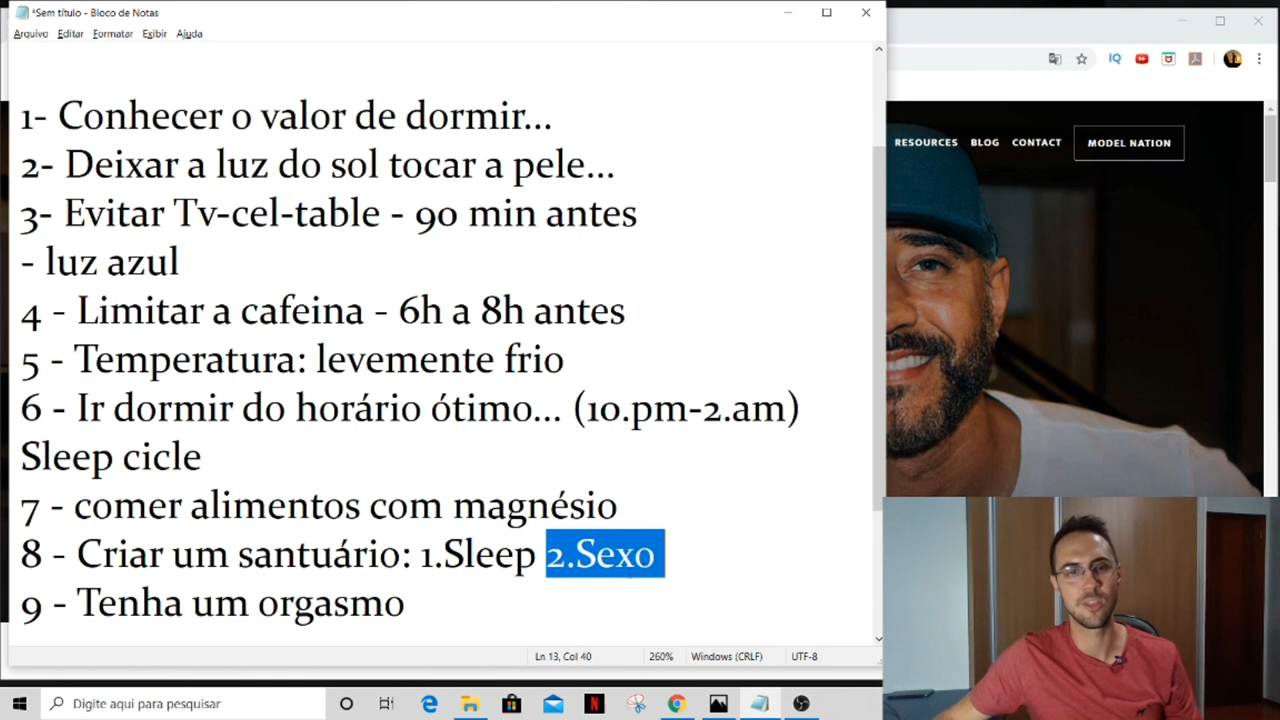 *Sem título - Bloco de Notas
Arquivo Editar Formatar Exibir Ajuda
1- Conhecer o valor de dormir...
2- Deixar a luz do sol tocar a pele...
3- Evitar Tv-cel-table - 90 min antes
- luz azul
4 - Limitar a cafeina - 6h a 8h antes
5 - Temperatura: levemente frio
6 - Ir dormir do horário ótimo... (10.pm-2.am)
Sleep cicle
7 - comer alimentos com magnésio
8 - Criar um santuário: 1.Sleep 2.Sexo
9 - Tenha um orgasmo
Ln 13, Col 40 260% Windows (CRLF) UTF-8
IQ
RESOURCES BLOG CONTACT MODEL NATION
Digite aqui para pesquisar